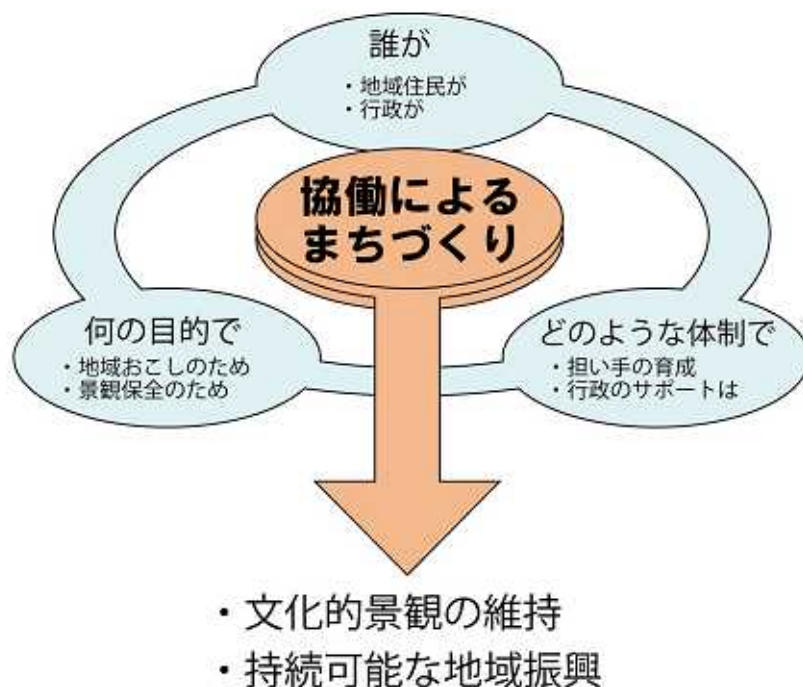 誰が
・地域住民が
・行政が
協働による
まちづくり
何の目的で
・地域おこしのため
・景観保全のため
どのような体制で
・担い手の育成
・行政のサポートは
・文化的景観の維持
・持続可能な地域振興